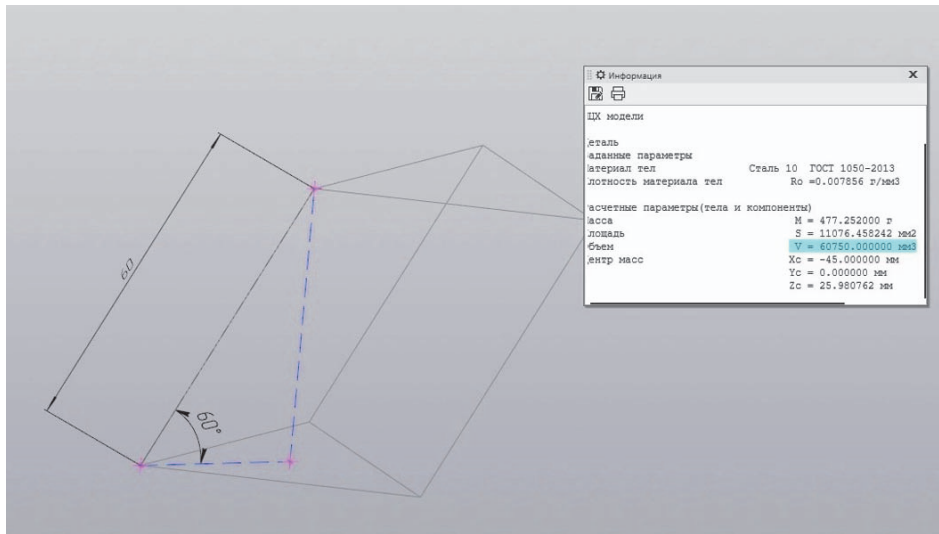 Информация
X
ЦХ модели
еталь
аданные параметры
атериал тел Сталь 10 ГОСТ 1050-2013
лотность материала тел Ro =0.007856 г/мм3
асчетные параметры(тела и компоненты)
асса M = 477.252000 г
лощадь S = 11076.458242 мм2
бъем V = 60750.000000 мм3
ентр масс Xc = -45.000000 мм
Yc = 0.000000 мм
Zc = 25.980762 мм
60
60°